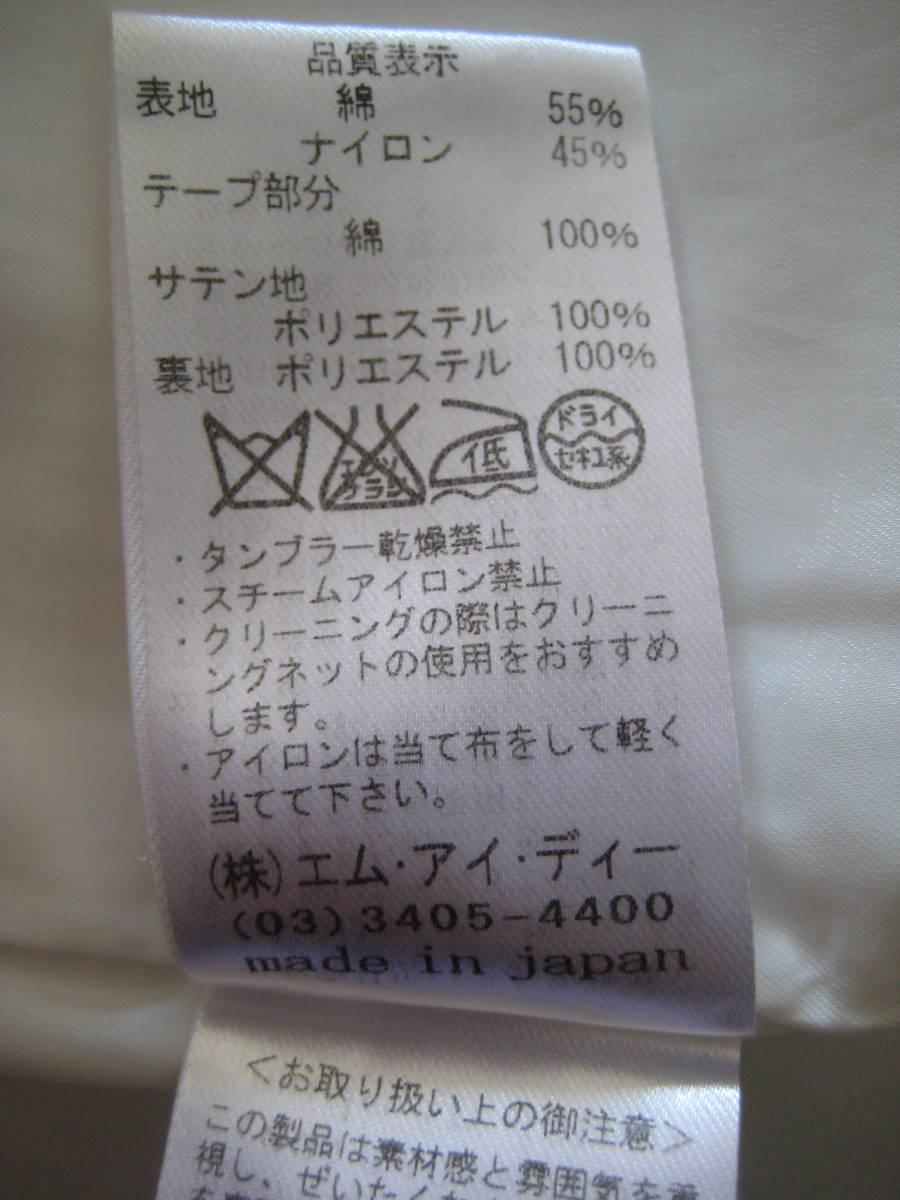 品質表示
表地 綿 55%
ナイロン 45%
テープ部分
綿 100%
サテン地
ポリエステル 100%
裏地 ポリエステル 100%
エンソ
サラシ
低
ドライ
セキユ系
・タンブラー乾燥禁止
・スチームアイロン禁止
・クリーニングの際はクリーニ
ングネットの使用をおすすめ
します。
・アイロンは当て布をして軽く
当てて下さい。
(株)エム・アイ・ディー
(03)3405-4400
made in japan
<お取り扱い上の御注意>
この製品は素材感と雰囲気を重
視し、ぜいたくな